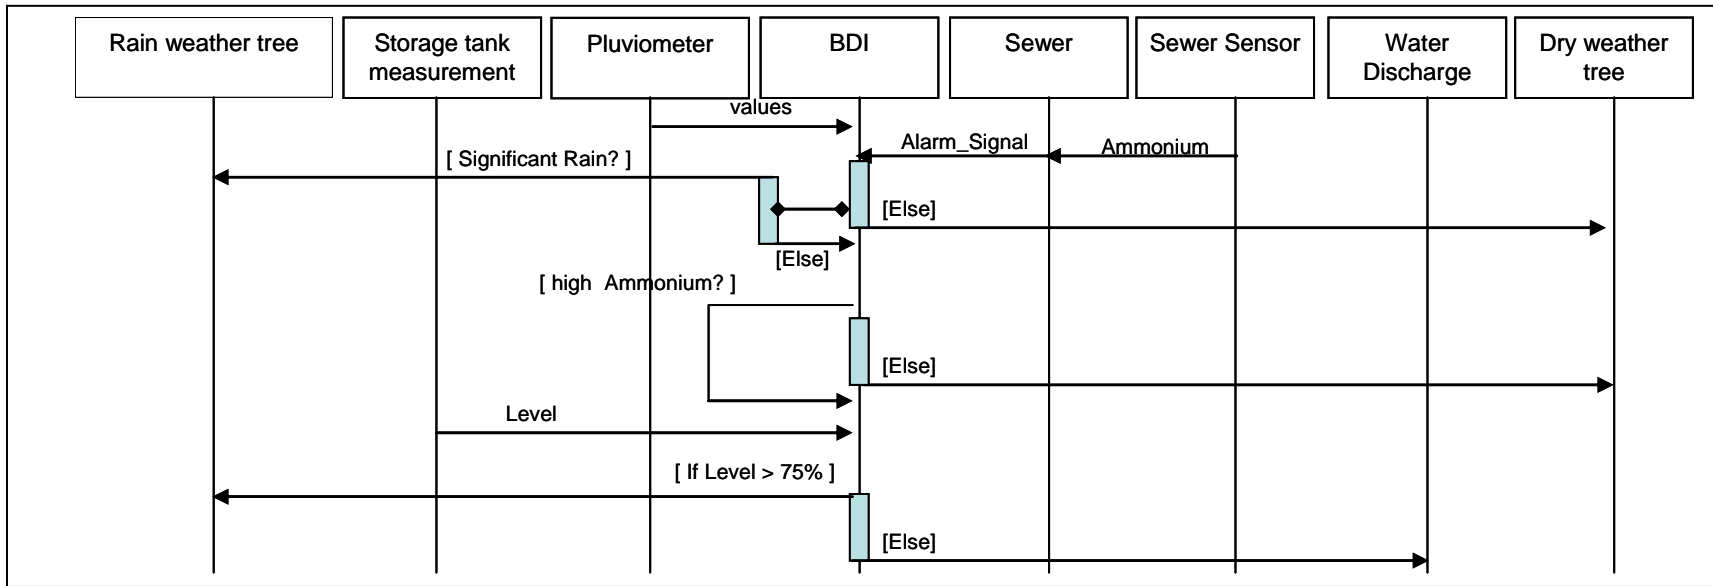 Rain weather tree
Storage tank
measurement
Pluviometer
BDI
Sewer
Sewer Sensor
Water
Discharge
Dry weather
tree
values
Alarm_Signal
Ammonium
[ Significant Rain? ]
[Else]
[Else]
[ high Ammonium? ]
[Else]
Level
[ If Level > 75% ]
[Else]